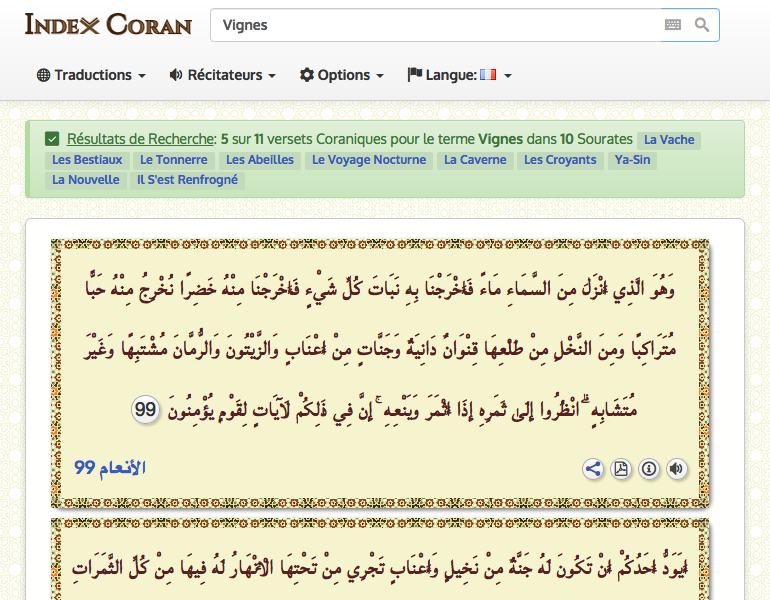 INDEX CORAN
Vignes
Traductions Récitateurs Options Langue:
Résultats de Recherche: 5 sur 11 versets Coraniques pour le terme Vignes dans 10 Sourates La Vache
Les Bestiaux Le Tonnerre Les Abeilles Le Voyage Nocturne La Caverne Les Croyants Ya-Sin
La Nouvelle Il S'est Renfrogné
وَهُوَ الَّذِي أَنْزَلَ مِنَ السَّمَاءِ مَاءً فَأَخْرَجْنَا بِهِ نَبَاتَ كُلِّ شَيْءٍ فَأَخْرَجْنَا مِنْهُ خَضِرًا نُخْرِجُ مِنْهُ حَبًّا
مُتَرَاكِبًا وَمِنَ النَّخْلِ مِنْ طَلْعِهَا قِنْوَانٌ دَانِيَةٌ وَجَنَّاتٍ مِنْ أَعْنَابٍ وَالزَّيْتُونَ وَالرُّمَّانَ مُشْتَبِهًا وَغَيْرَ
مُتَشَابِهٍ ۗ انْظُرُوا إِلَىٰ ثَمَرِهِ إِذَا أَثْمَرَ وَيَنْعِهِ ۚ إِنَّ فِي ذَلِكُمْ لَآيَاتٍ لِقَوْمٍ يُؤْمِنُونَ 99
الأنعام 99
أَيَوَدُّ أَحَدُكُمْ أَنْ تَكُونَ لَهُ جَنَّةٌ مِنْ نَخِيلٍ وَأَعْنَابٍ تَجْرِي مِنْ تَحْتِهَا الْأَنْهَارُ لَهُ فِيهَا مِنْ كُلِّ الثَّمَرَاتِ